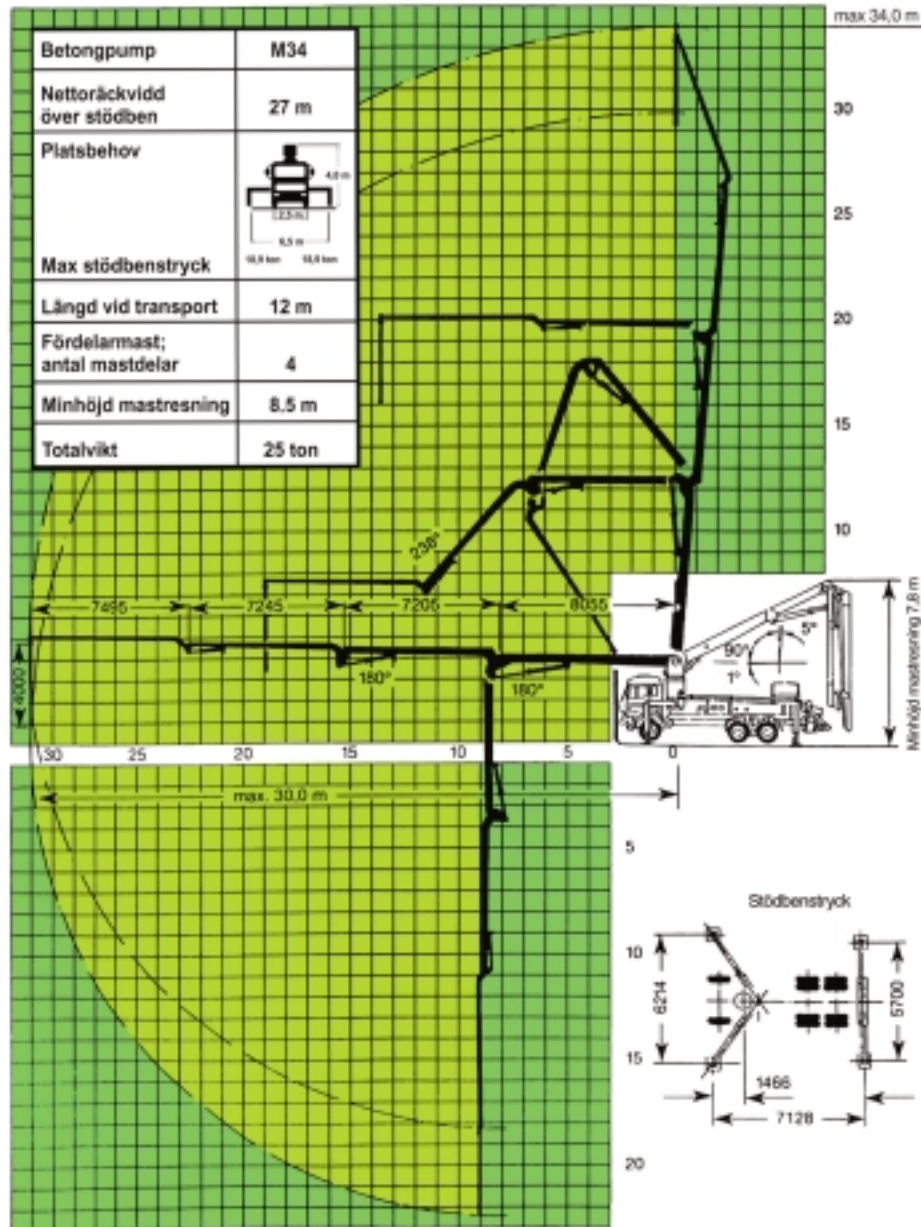 max 34,0 m
Betongpump M34
Nettoräckvidd
över stödben 27 m
Platsbehov
4,0 m
2,5 m
6,5 m
Max stödbenstryck
Längd vid transport 12 m
Fördelarmast;
antal mastdelar 4
Minhöjd mastresning 8.5 m
Totalvikt 25 ton
30
25
20
15
10
238°
7495 7245 7205 8055
180° 180°
4000
90° 5°
1°
Minhöjd mastresning 7,8 m
30 25 20 15 10 5 0
max. 30,0 m
5
10
15
20
Stödbenstryck
6214
5700
1466
7128